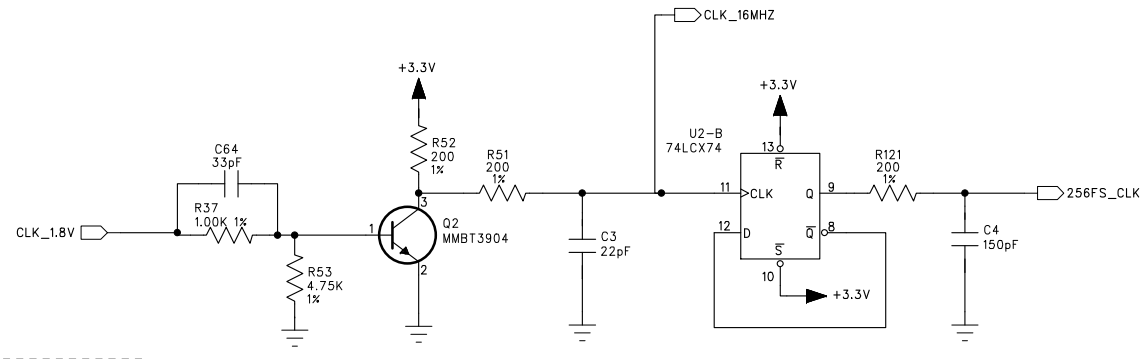 CLK_16MHZ
+3.3V
+3.3V
U2-B
74LCX74
C64
33pF
R52
200
1%
R51
200
1%
R121
200
1%
13
R
11
CLK
Q
9
256FS_CLK
3
R37
1.00K 1%
CLK_1.8V
1
Q2
MMBT3904
C3
22pF
12
D
Q
8
C4
150pF
R53
4.75K
1%
2
S
10
+3.3V